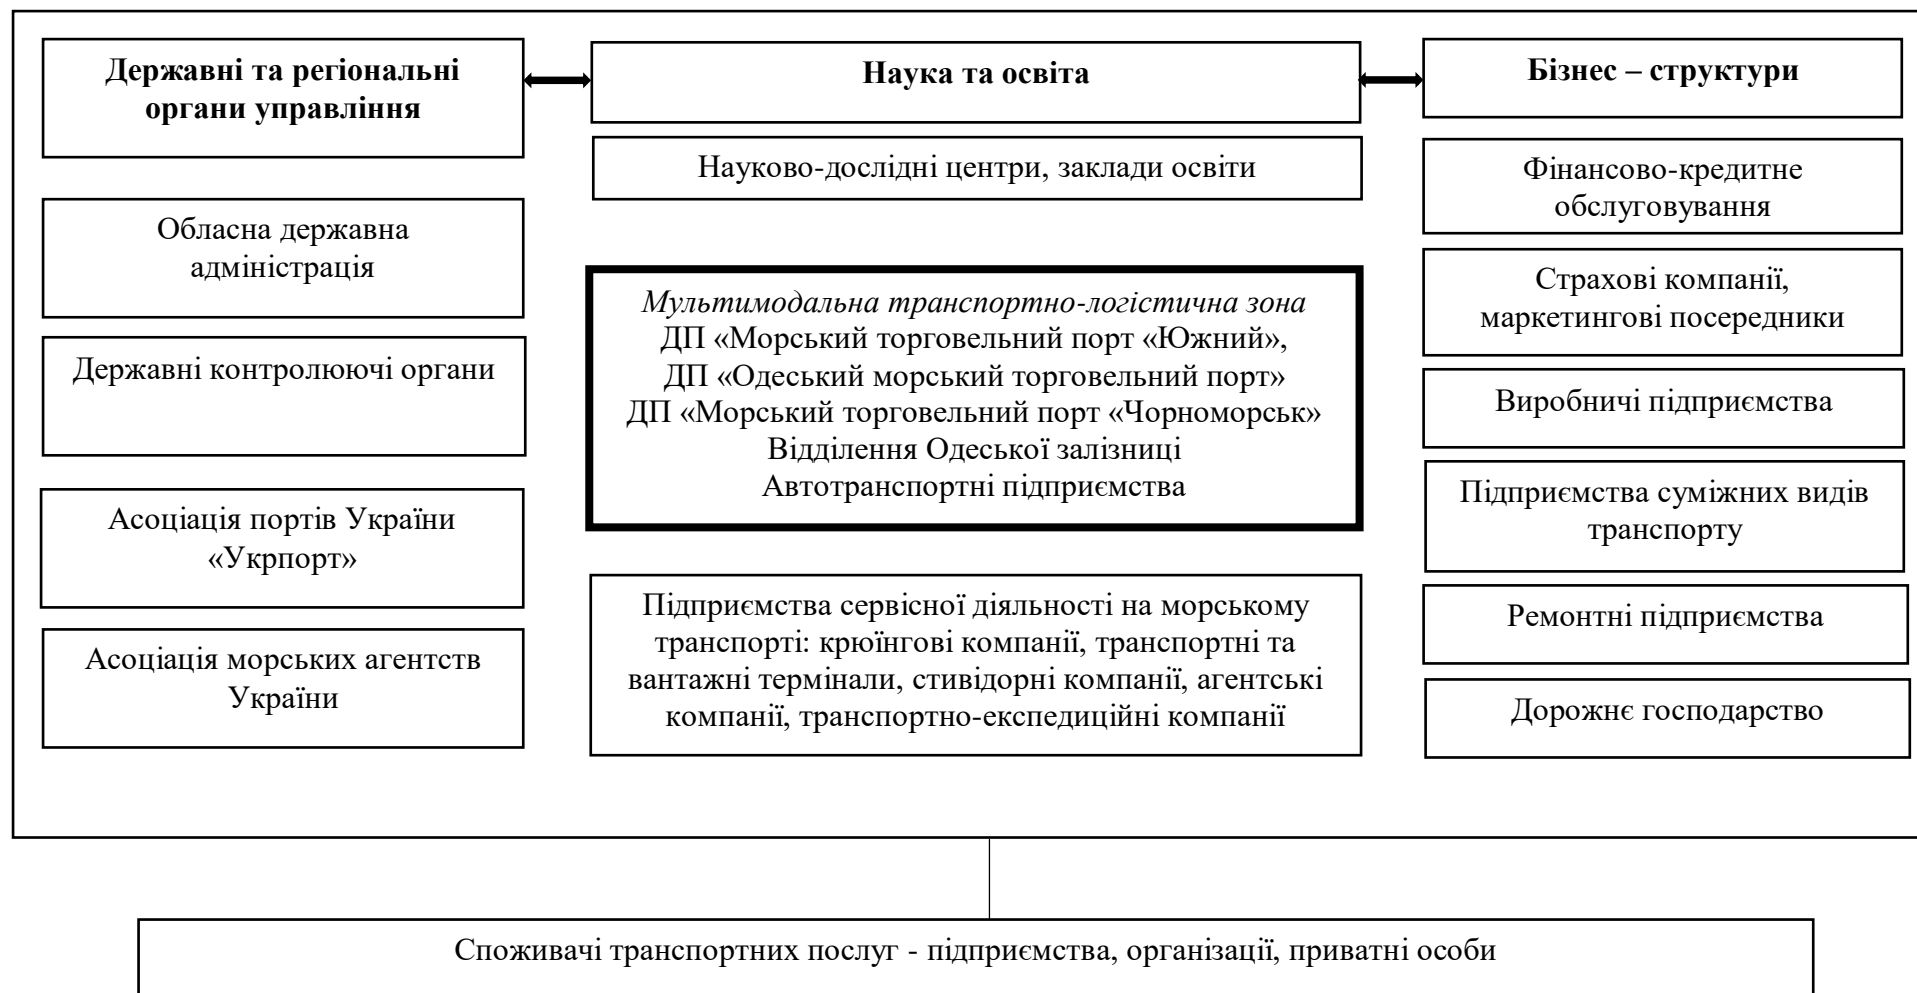 Державні та регіональні
органи управління
Обласна державна
адміністрація
Державні контролюючі органи
Асоціація портів України
«Укрпорт»
Асоціація морських агентств
України
Наука та освіта
Науково-дослідні центри, заклади освіти
Мультимодальна транспортно-логістична зона
ДП «Морський торговельний порт «Южний»,
ДП «Одеський морський торговельний порт»
ДП «Морський торговельний порт «Чорноморськ»
Відділення Одеської залізниці
Автотранспортні підприємства
Підприємства сервісної діяльності на морському
транспорті: крюїнгові компанії, транспортні та
вантажні термінали, стивідорні компанії, агентські
компанії, транспортно-експедиційні компанії
Бізнес – структури
Фінансово-кредитне
обслуговування
Страхові компанії,
маркетингові посередники
Виробничі підприємства
Підприємства суміжних видів
транспорту
Ремонтні підприємства
Дорожнє господарство
Споживачі транспортних послуг - підприємства, організації, приватні особи